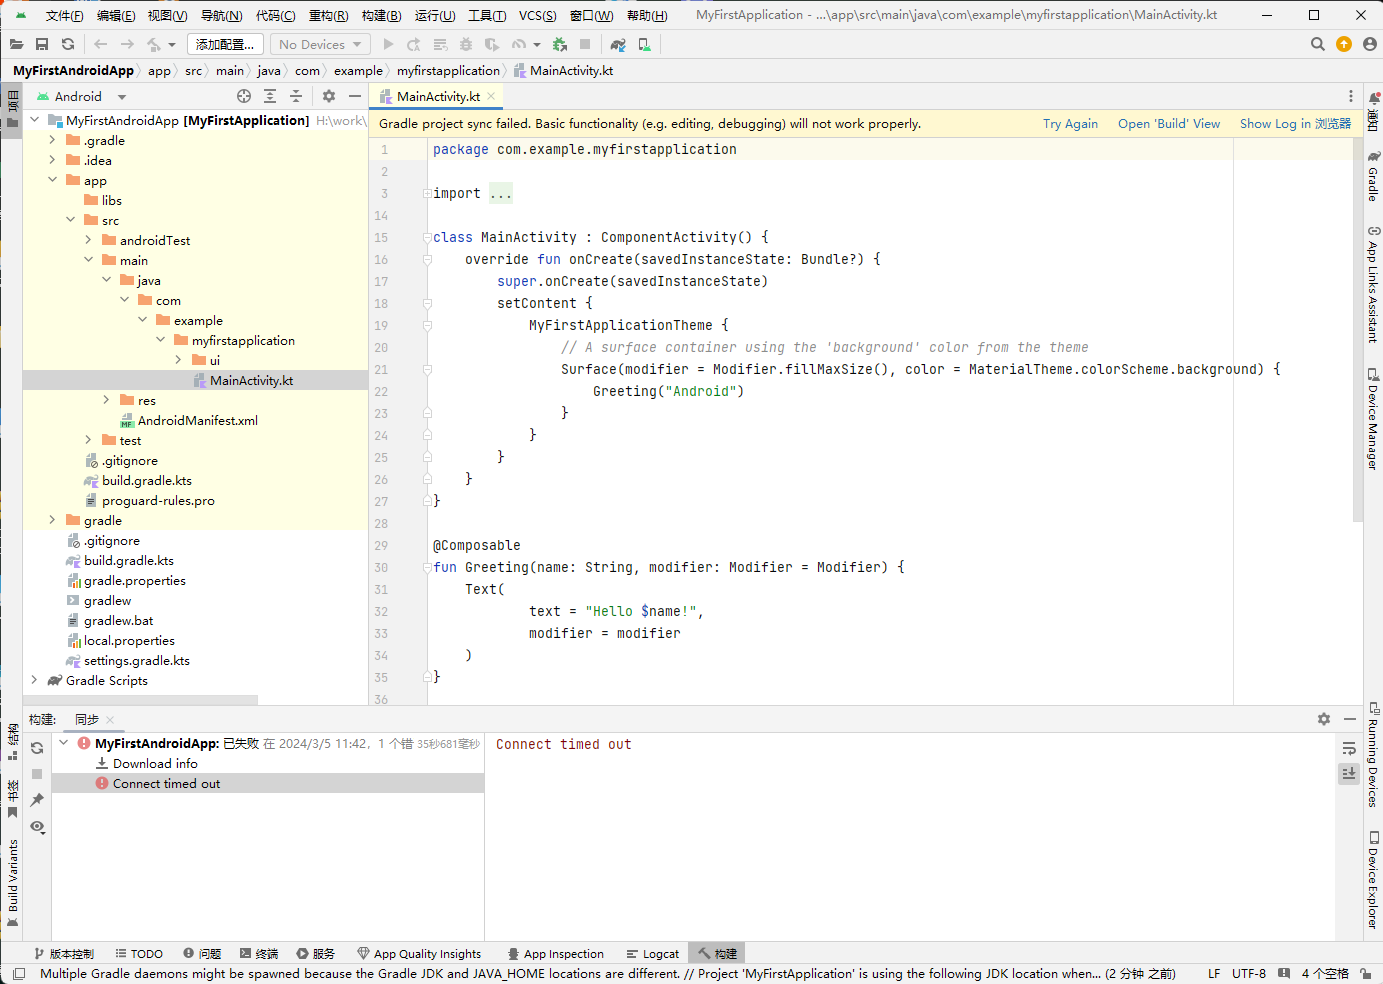 文件(F) 编辑(E) 视图(V) 导航(N) 代码(C) 重构(R) 构建(B) 运行(U) 工具(T) VCS(S) 窗口(W) 帮助(H) MyFirstApplication - ...\app\src\main\java\com\example\myfirstapplication\MainActivity.kt
添加配置... No Devices
MyFirstAndroidApp app src main java com example myfirstapplication MainActivity.kt
项目
Android
MyFirstAndroidApp [MyFirstApplication] H:\work\
.gradle
.idea
app
libs
src
androidTest
main
java
com
example
myfirstapplication
ui
MainActivity.kt
res
AndroidManifest.xml
test
.gitignore
build.gradle.kts
proguard-rules.pro
gradle
.gitignore
build.gradle.kts
gradle.properties
gradlew
gradlew.bat
local.properties
settings.gradle.kts
Gradle Scripts
MainActivity.kt
Gradle project sync failed. Basic functionality (e.g. editing, debugging) will not work properly. Try Again Open 'Build' View Show Log in 浏览器
1 package com.example.myfirstapplication
2
3 import ...
14
15 class MainActivity : ComponentActivity() {
16 override fun onCreate(savedInstanceState: Bundle?) {
17 super.onCreate(savedInstanceState)
18 setContent {
19 MyFirstApplicationTheme {
20 // A surface container using the 'background' color from the theme
21 Surface(modifier = Modifier.fillMaxSize(), color = MaterialTheme.colorScheme.background) {
22 Greeting("Android")
23 }
24 }
25 }
26 }
27 }
28
29 @Composable
30 fun Greeting(name: String, modifier: Modifier = Modifier) {
31 Text(
32 text = "Hello $name!",
33 modifier = modifier
34 )
35 }
36
通知
Gradle
App Links Assistant
Device Manager
Running Devices
Device Explorer
结构
书签
Build Variants
构建: 同步
MyFirstAndroidApp: 已失败 在 2024/3/5 11:42, 1 个错 35秒681毫秒
Download info
Connect timed out
Connect timed out
版本控制 TODO 问题 终端 服务 App Quality Insights App Inspection Logcat 构建
Multiple Gradle daemons might be spawned because the Gradle JDK and JAVA_HOME locations are different. // Project 'MyFirstApplication' is using the following JDK location when... (2 分钟 之前) LF UTF-8 4 个空格